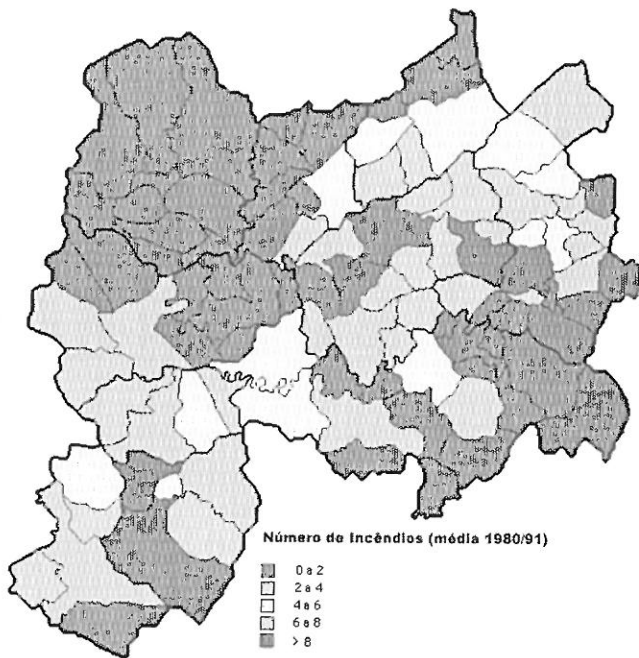 Número de Incêndios (média 1980/91)
0 a 2
2 a 4
4 a 6
6 a 8
> 8